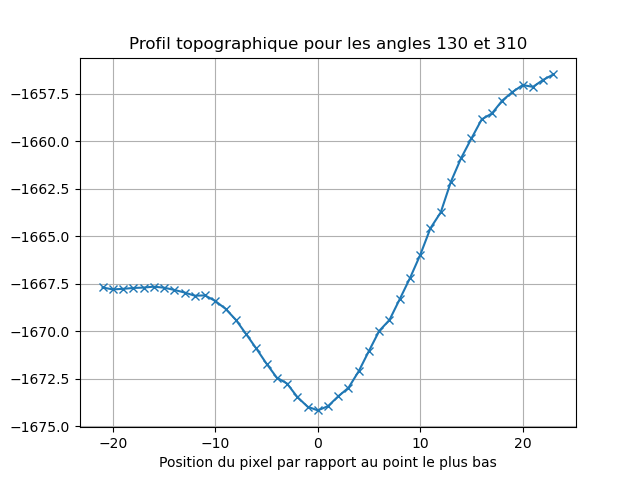 Profil topographique pour les angles 130 et 310
−1657.5
−1660.0
−1662.5
−1665.0
−1667.5
−1670.0
−1672.5
−1675.0
−20 −10 0 10 20
Position du pixel par rapport au point le plus bas